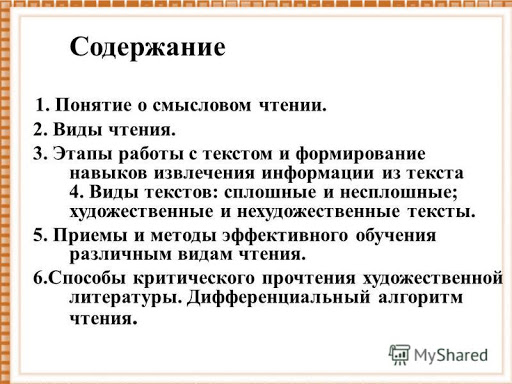 Содержание
1. Понятие о смысловом чтении.
2. Виды чтения.
3. Этапы работы с текстом и формирование
навыков извлечения информации из текста
4. Виды текстов: сплошные и несплошные;
художественные и нехудожественные тексты.
5. Приемы и методы эффективного обучения
различным видам чтения.
6.Способы критического прочтения художественной
литературы. Дифференциальный алгоритм
чтения.
MyShared